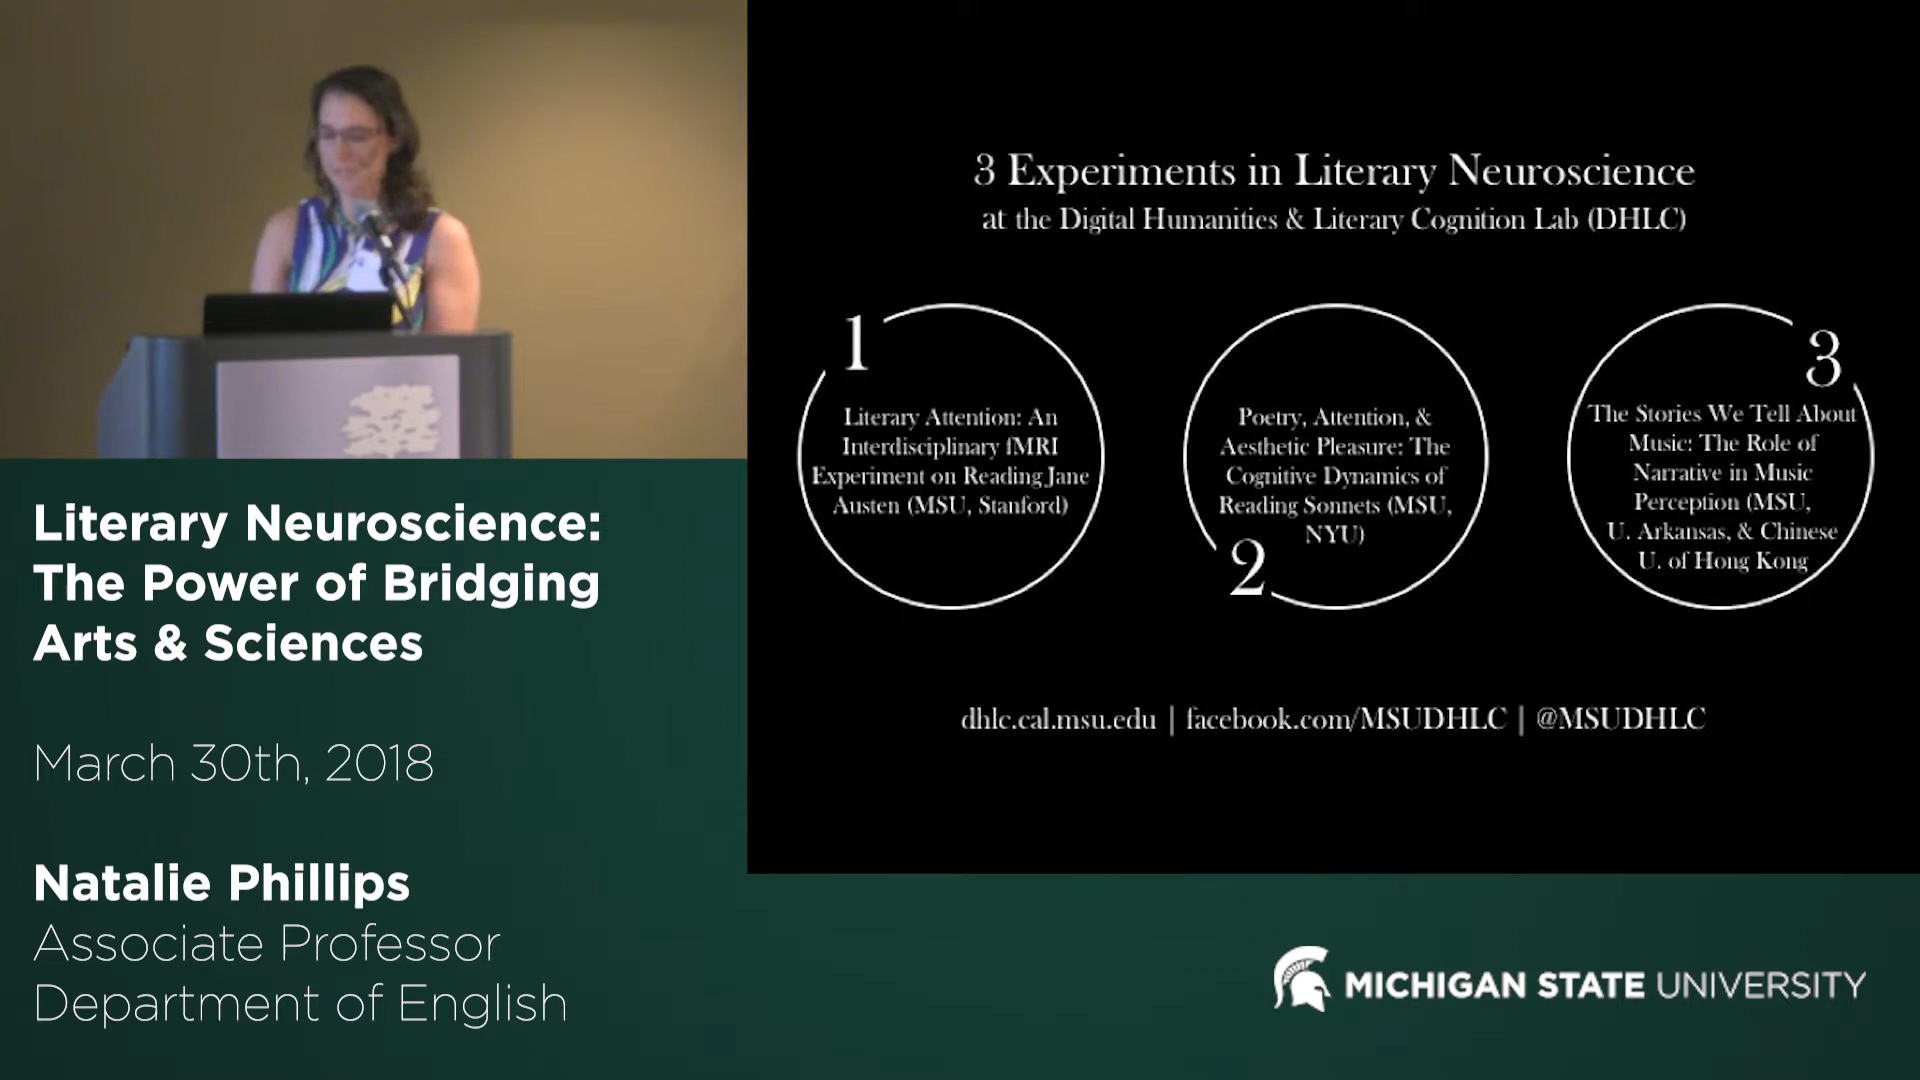 Literary Neuroscience:
The Power of Bridging
Arts & Sciences
March 30th, 2018
Natalie Phillips
Associate Professor
Department of English
3 Experiments in Literary Neuroscience
at the Digital Humanities & Literary Cognition Lab (DHLC)
1
Literary Attention: An
Interdisciplinary fMRI
Experiment on Reading Jane
Austen (MSU, Stanford)
2
Poetry, Attention, &
Aesthetic Pleasure: The
Cognitive Dynamics of
Reading Sonnets (MSU,
NYU)
3
The Stories We Tell About
Music: The Role of
Narrative in Music
Perception (MSU,
U. Arkansas, & Chinese
U. of Hong Kong
dhlc.cal.msu.edu | facebook.com/MSUDHLC | @MSUDHLC
MICHIGAN STATE UNIVERSITY